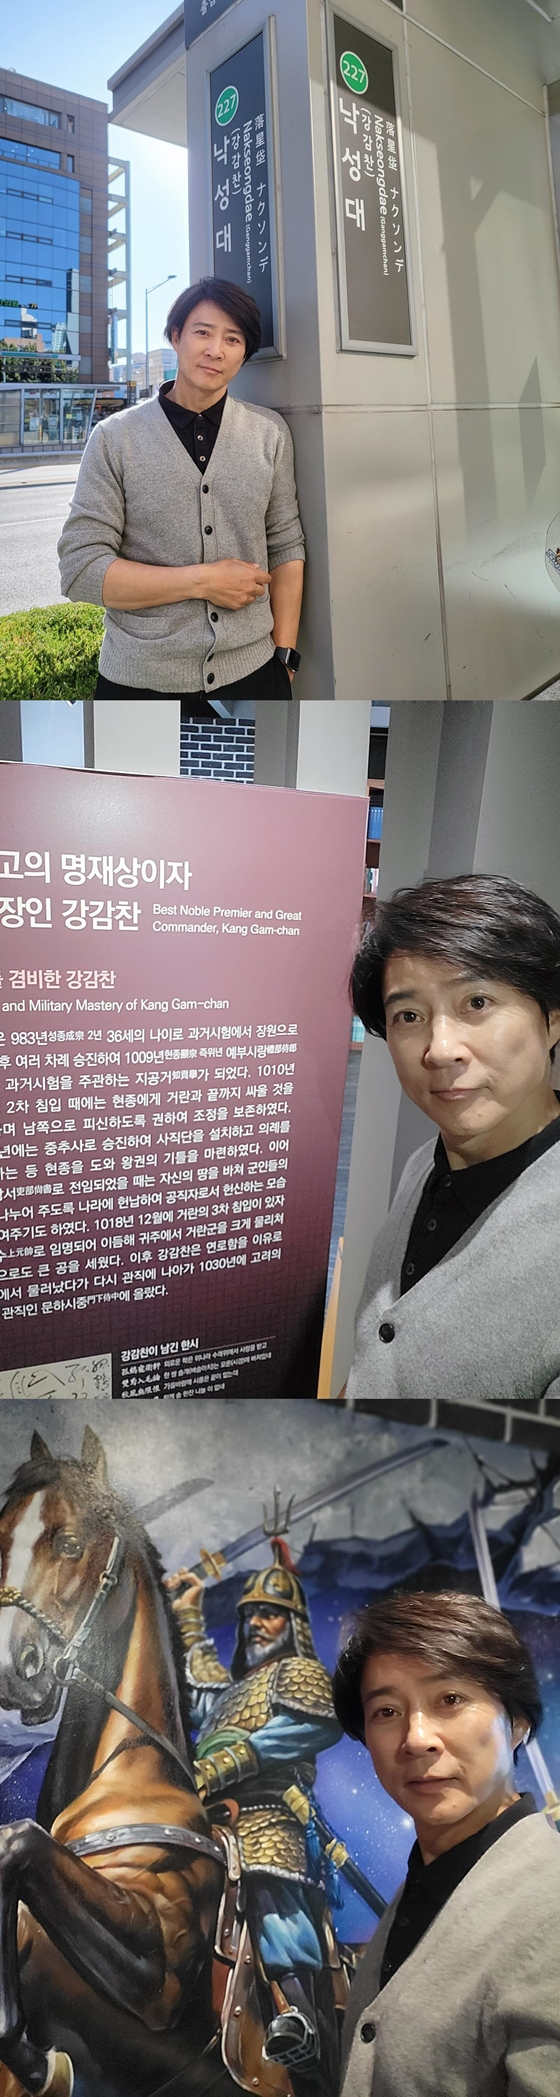 227
낙성대
(강감찬)
Nakseongdae (Ganggamchan)
落星垈 ナクソンデ
227
낙성대
(강감찬)
Nakseongdae (Ganggamchan)
落星垈 ナクソンデ
고의 명재상이자
장인 강감찬
Best Noble Premier and Great
Commander, Kang Gam-chan
겸비한 강감찬
and Military Mastery of Kang Gam-chan
은 983년성종成宗 2년 36세의 나이로 과거시험에서 장원으로
후 여러 차례 승진하여 1009년현종顯宗 즉위년 예부시랑禮部侍郎
과거시험을 주관하는 지공거知貢擧가 되었다. 1010년
2차 침입 때에는 현종에게 거란과 끝까지 싸울 것을
며 남쪽으로 피신하도록 권하여 조정을 보존하였다.
년에는 중추사로 승진하여 사직단을 설치하고 의례를
하는 등 현종을 도와 왕권의 기틀을 마련하였다. 이어
상서吏部尙書로 전임되었을 때는 자신의 땅을 바쳐 군인들의
나누어 주도록 나라에 헌납하여 공직자로서 헌신하는 모습
여주기도 하였다. 1018년 12월에 거란의 3차 침입이 있자
수上元帥로 임명되어 이듬해 귀주에서 거란군을 크게 물리쳐
으로도 큰 공을 세웠다. 이후 강감찬은 연로함을 이유로
에서 물러났다가 다시 관직에 나아가 1030년에 고려의
관직인 문하시중門下侍中에 올랐다.
강감찬이 남긴 한시